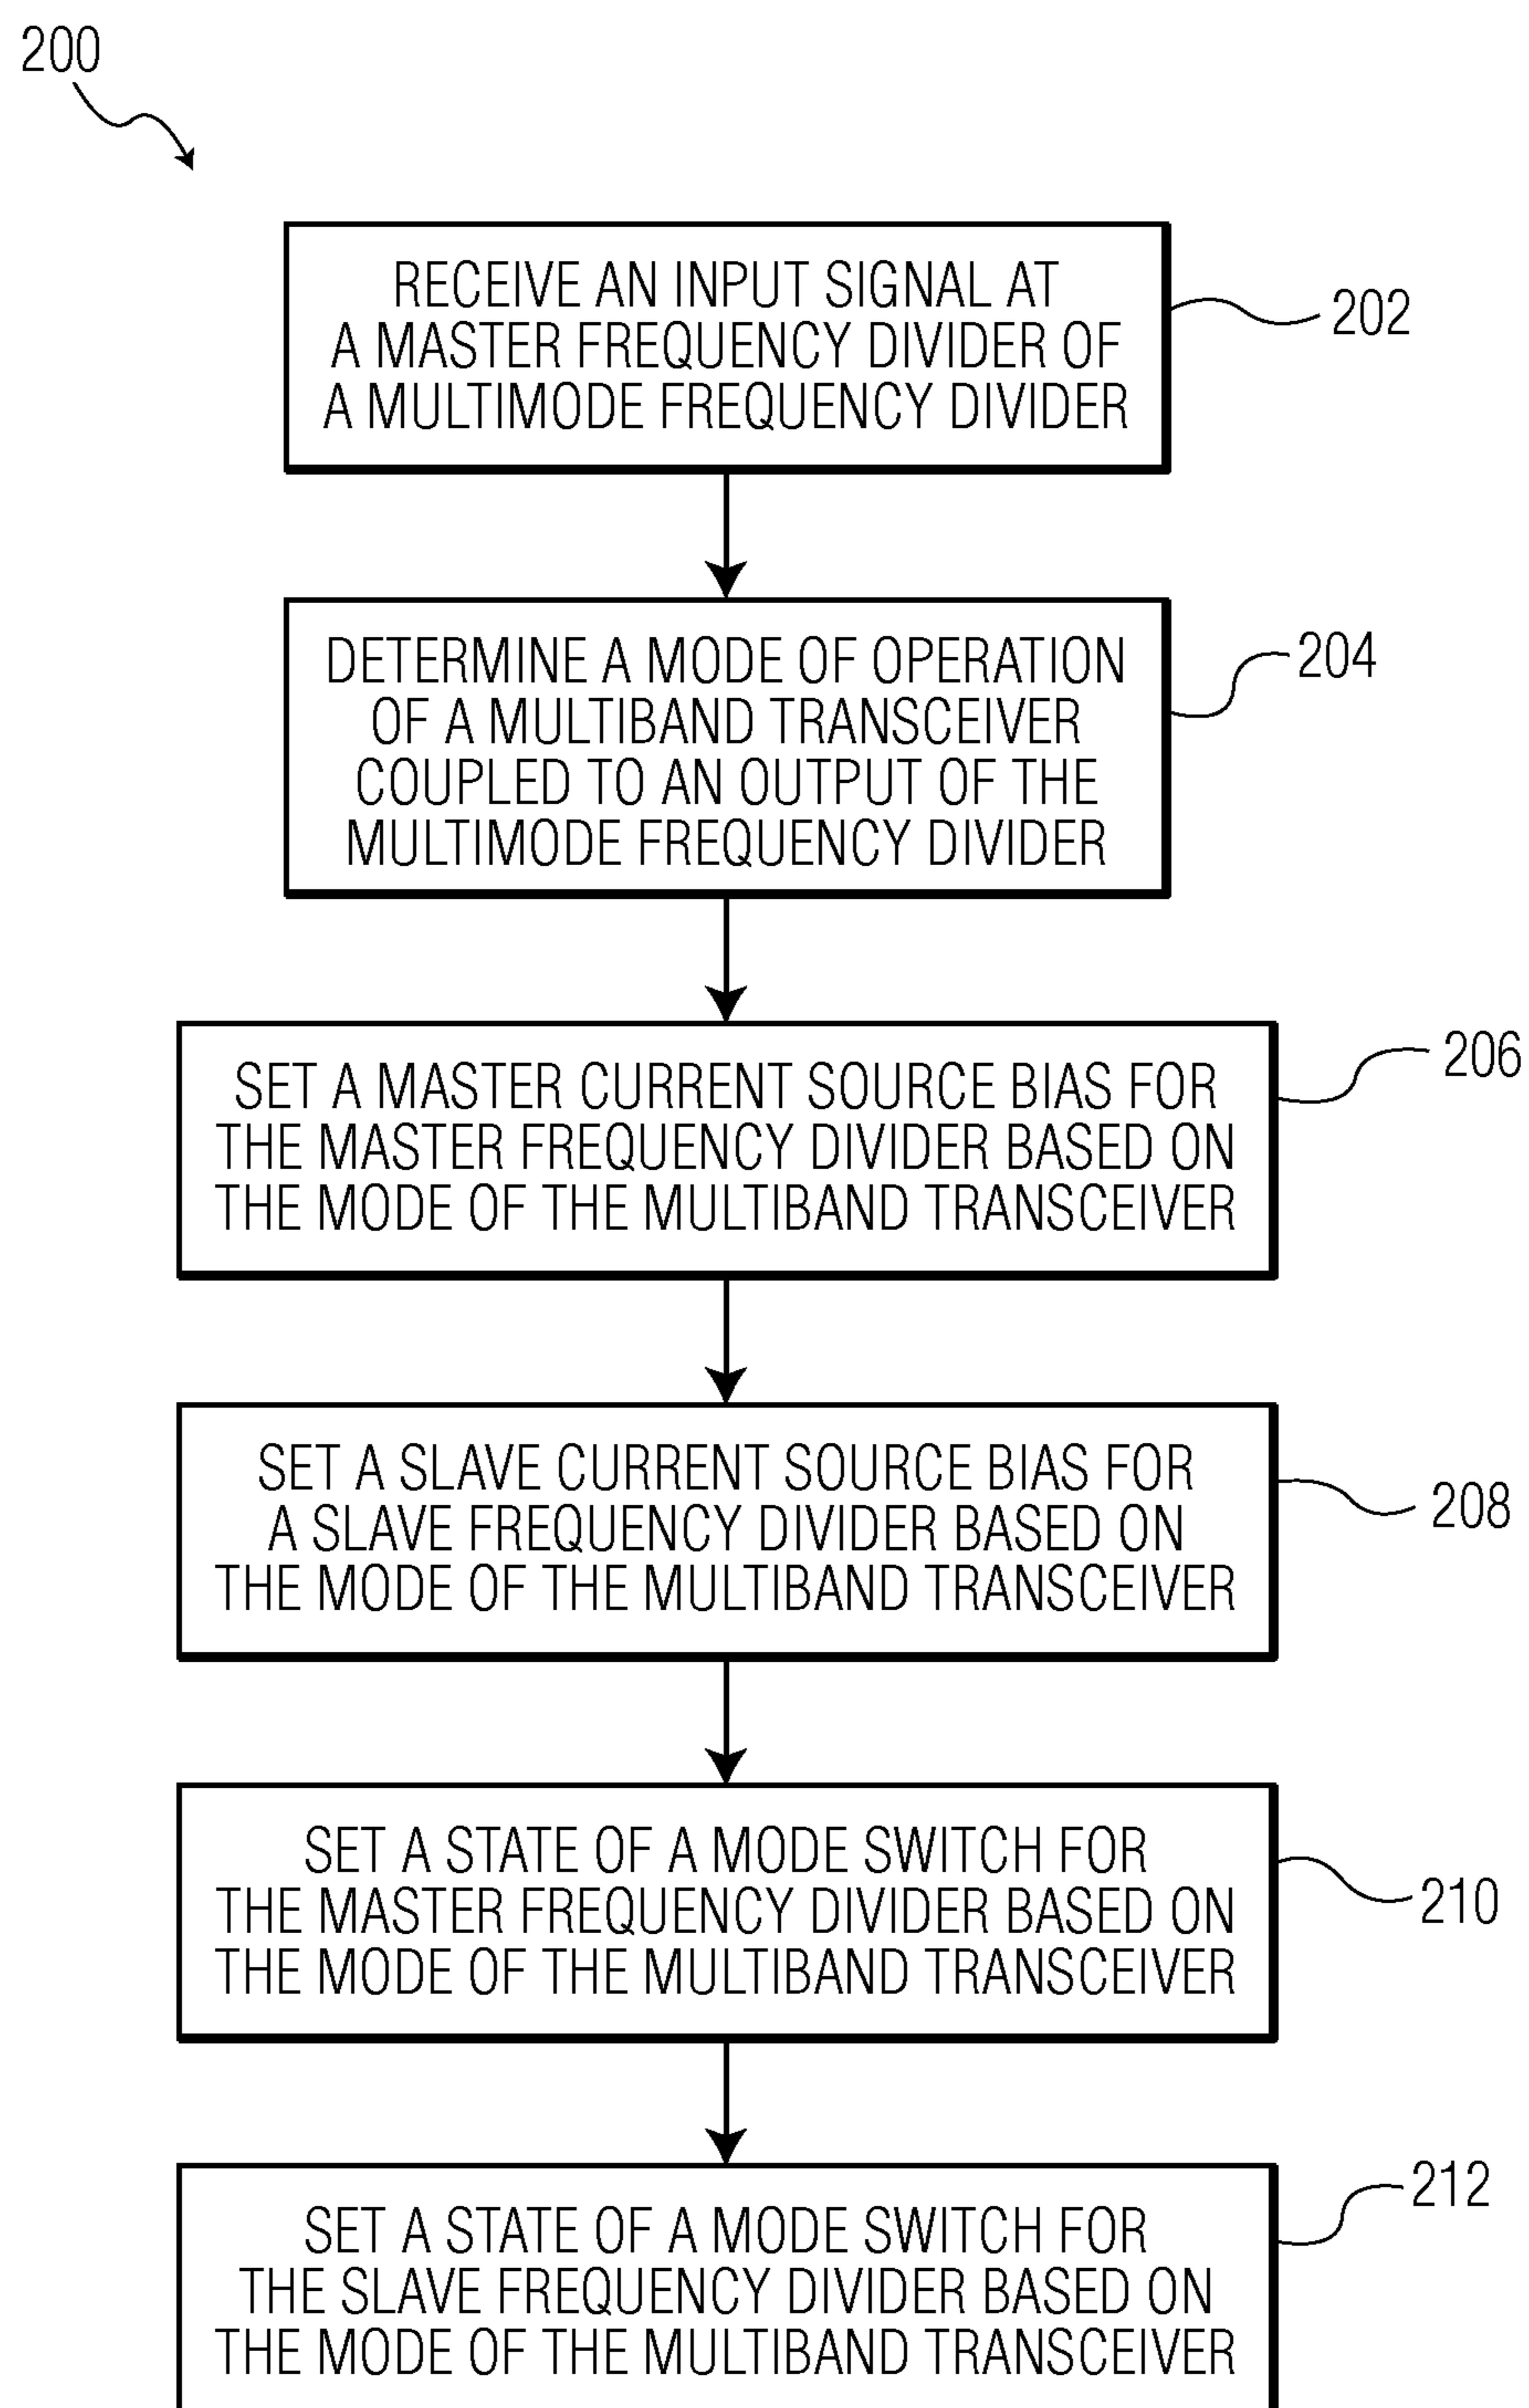 200
RECEIVE AN INPUT SIGNAL AT
A MASTER FREQUENCY DIVIDER OF
A MULTIMODE FREQUENCY DIVIDER
202
DETERMINE A MODE OF OPERATION
OF A MULTIBAND TRANSCEIVER
COUPLED TO AN OUTPUT OF THE
MULTIMODE FREQUENCY DIVIDER
204
SET A MASTER CURRENT SOURCE BIAS FOR
THE MASTER FREQUENCY DIVIDER BASED ON
THE MODE OF THE MULTIBAND TRANSCEIVER
206
SET A SLAVE CURRENT SOURCE BIAS FOR
A SLAVE FREQUENCY DIVIDER BASED ON
THE MODE OF THE MULTIBAND TRANSCEIVER
208
SET A STATE OF A MODE SWITCH FOR
THE MASTER FREQUENCY DIVIDER BASED ON
THE MODE OF THE MULTIBAND TRANSCEIVER
210
SET A STATE OF A MODE SWITCH FOR
THE SLAVE FREQUENCY DIVIDER BASED ON
THE MODE OF THE MULTIBAND TRANSCEIVER
212